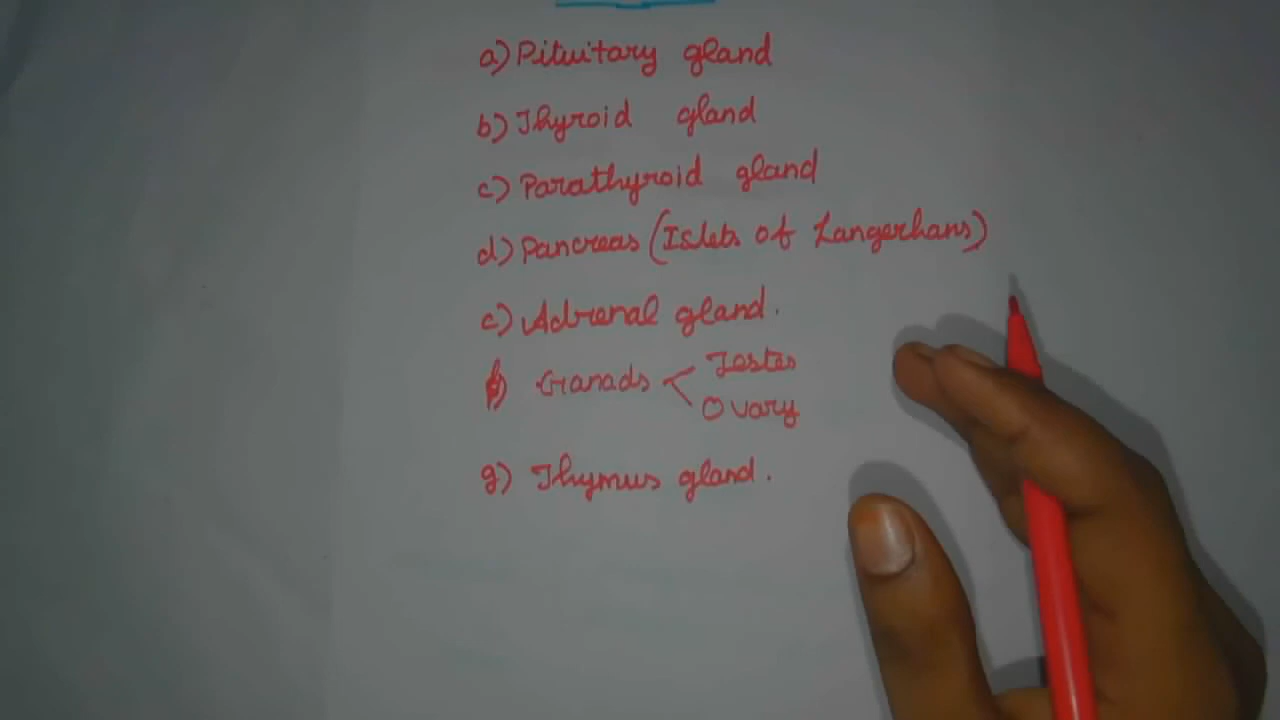 a) Pituitary gland
b) Thyroid gland
c) Parathyroid gland
d) Pancreas (Islets of Langerhans)
e) Adrenal gland.
f) Gonads < Testes
Ovary
g) Thymus gland.